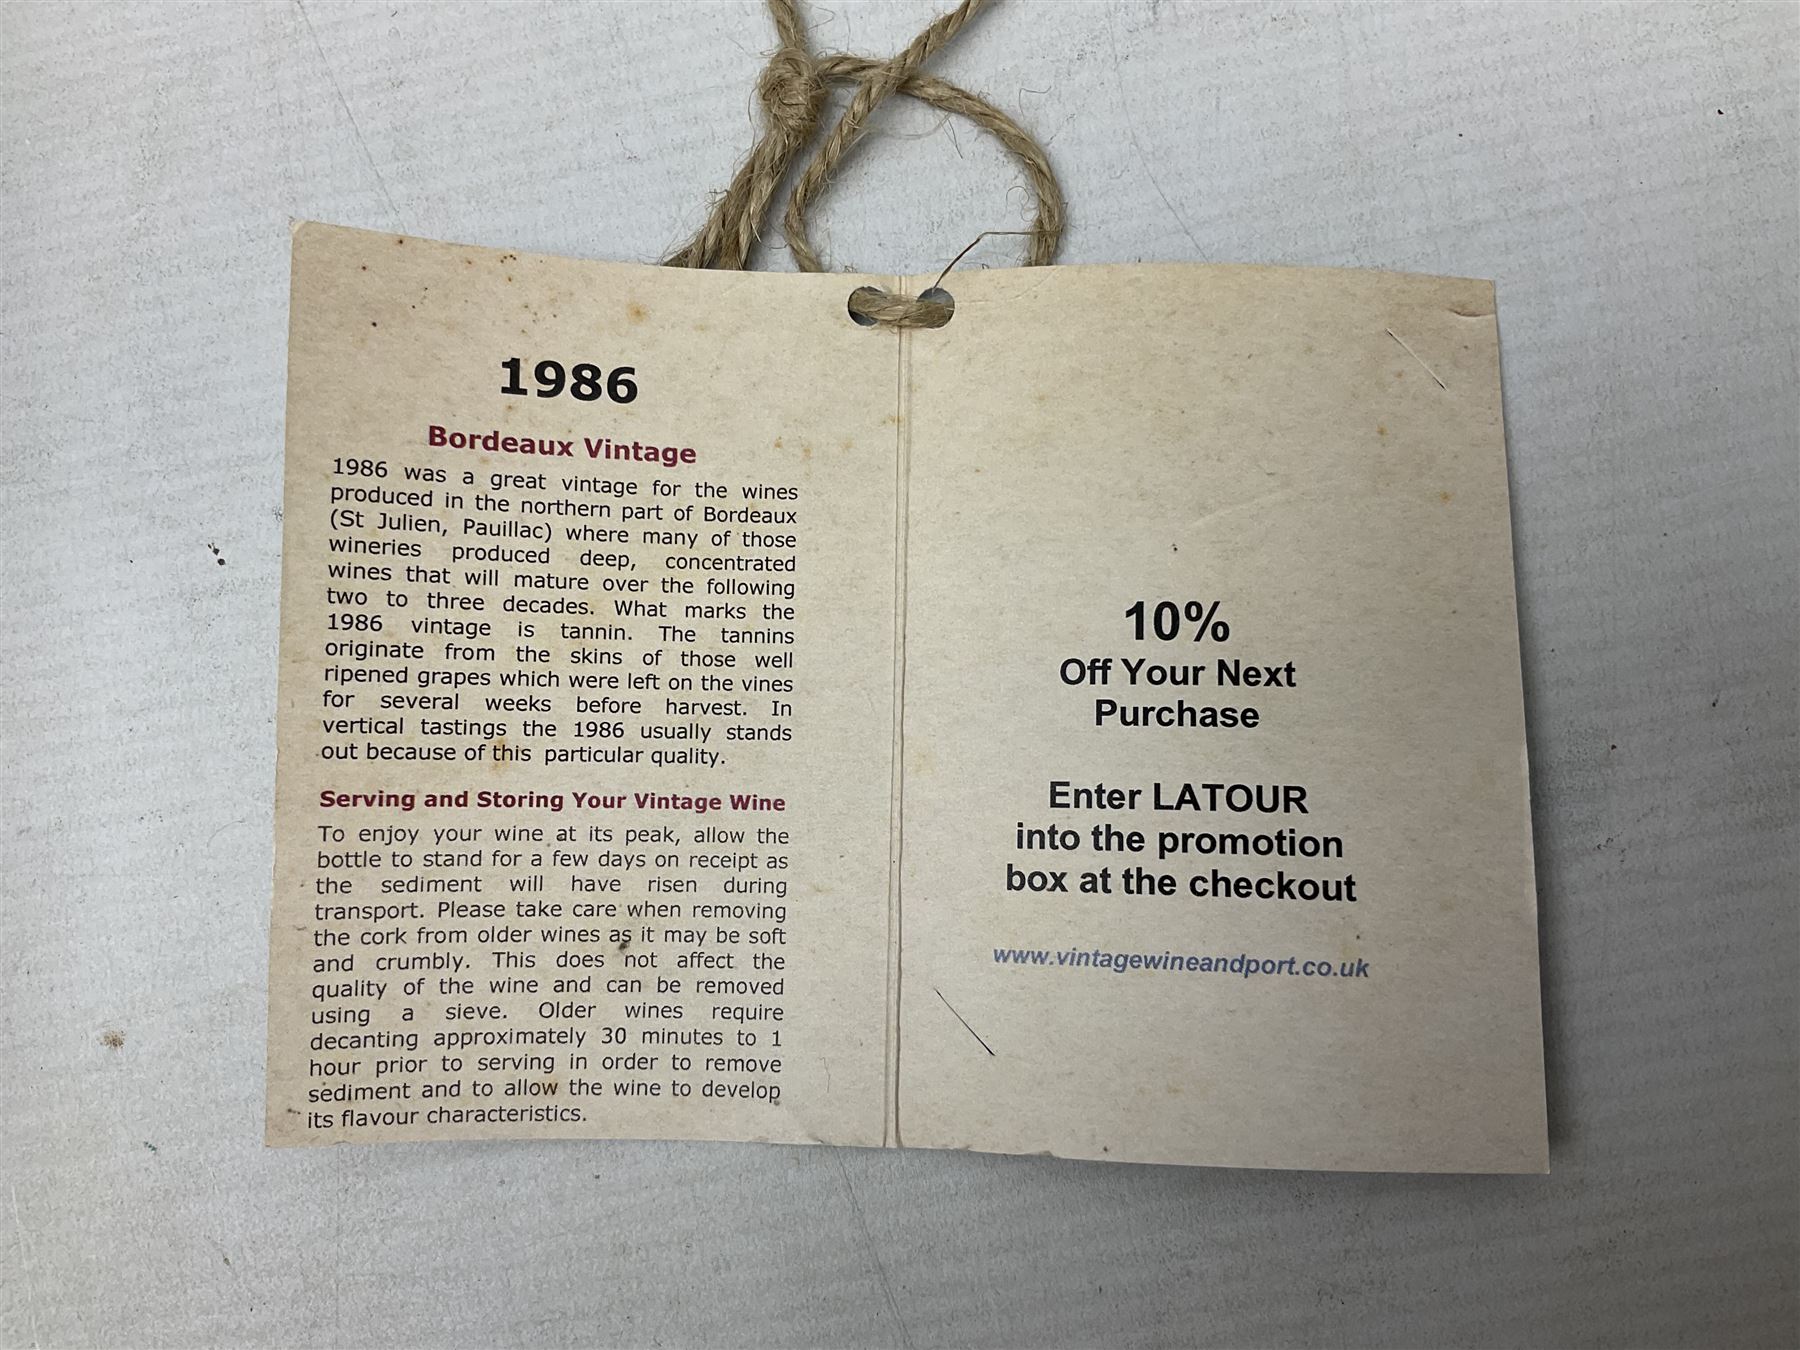 1986
Bordeaux Vintage
1986 was a great vintage for the wines
produced in the northern part of Bordeaux
(St Julien, Pauillac) where many of those
wineries produced deep, concentrated
wines that will mature over the following
two to three decades. What marks the
1986 vintage is tannin. The tannins
originate from the skins of those well
ripened grapes which were left on the vines
for several weeks before harvest. In
vertical tastings the 1986 usually stands
out because of this particular quality.
Serving and Storing Your Vintage Wine
To enjoy your wine at its peak, allow the
bottle to stand for a few days on receipt as
the sediment will have risen during
transport. Please take care when removing
the cork from older wines as it may be soft
and crumbly. This does not affect the
quality of the wine and can be removed
using a sieve. Older wines require
decanting approximately 30 minutes to 1
hour prior to serving in order to remove
sediment and to allow the wine to develop
its flavour characteristics.
10%
Off Your Next
Purchase
Enter LATOUR
into the promotion
box at the checkout
www.vintagewineandport.co.uk